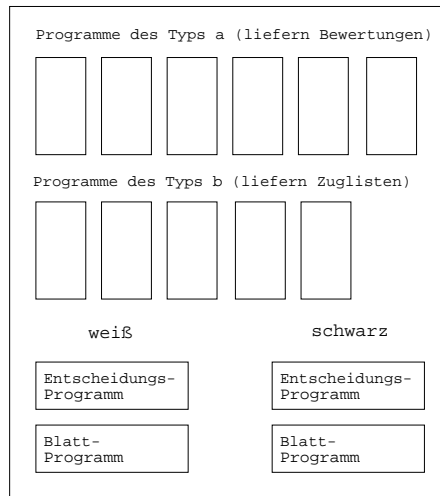 Programme des Typs a (liefern Bewertungen)
Programme des Typs b (liefern Zuglisten)
weiß
schwarz
Entscheidungs-
Programm
Entscheidungs-
Programm
Blatt-
Programm
Blatt-
Programm